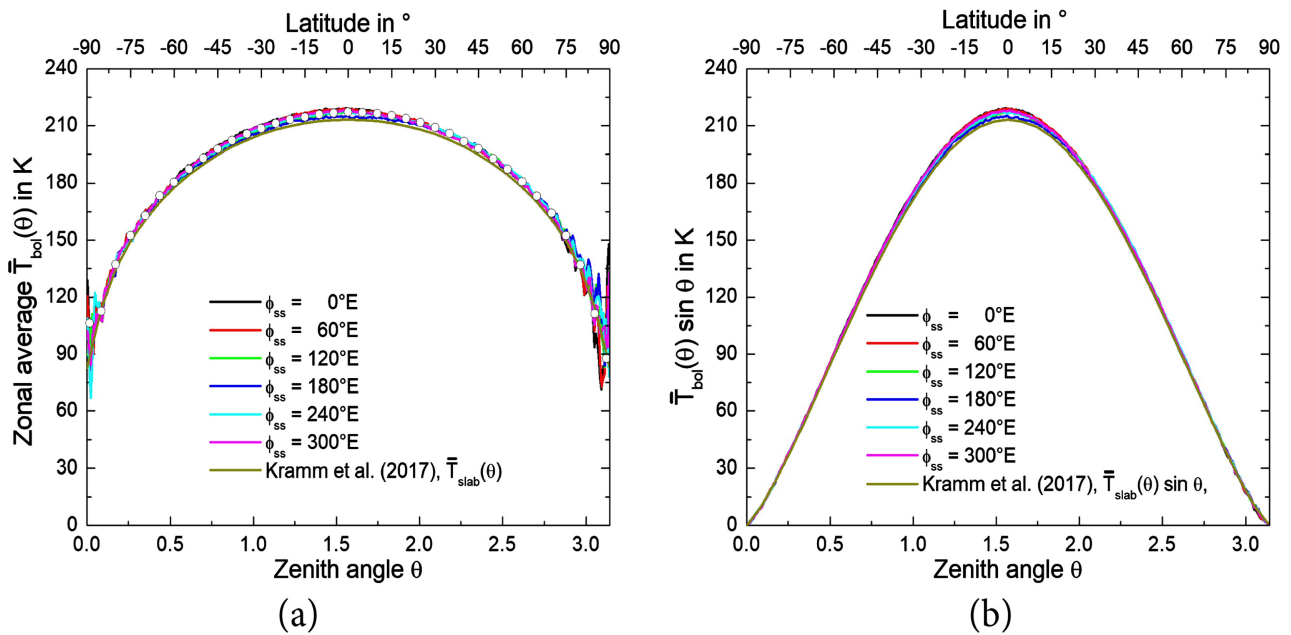 Latitude in °
-90 -75 -60 -45 -30 -15 0 15 30 45 60 75 90
240
210
180
150
120
90
60
30
0
Zonal average T̿bol(θ) in K
ϕss = 0°E
ϕss = 60°E
ϕss = 120°E
ϕss = 180°E
ϕss = 240°E
ϕss = 300°E
Kramm et al. (2017), T̿slab(θ)
0.0 0.5 1.0 1.5 2.0 2.5 3.0
Zenith angle θ
(a)
Latitude in °
-90 -75 -60 -45 -30 -15 0 15 30 45 60 75 90
240
210
180
150
120
90
60
30
0
T̿bol(θ) sin θ in K
ϕss = 0°E
ϕss = 60°E
ϕss = 120°E
ϕss = 180°E
ϕss = 240°E
ϕss = 300°E
Kramm et al. (2017), T̿slab(θ) sin θ,
0.0 0.5 1.0 1.5 2.0 2.5 3.0
Zenith angle θ
(b)